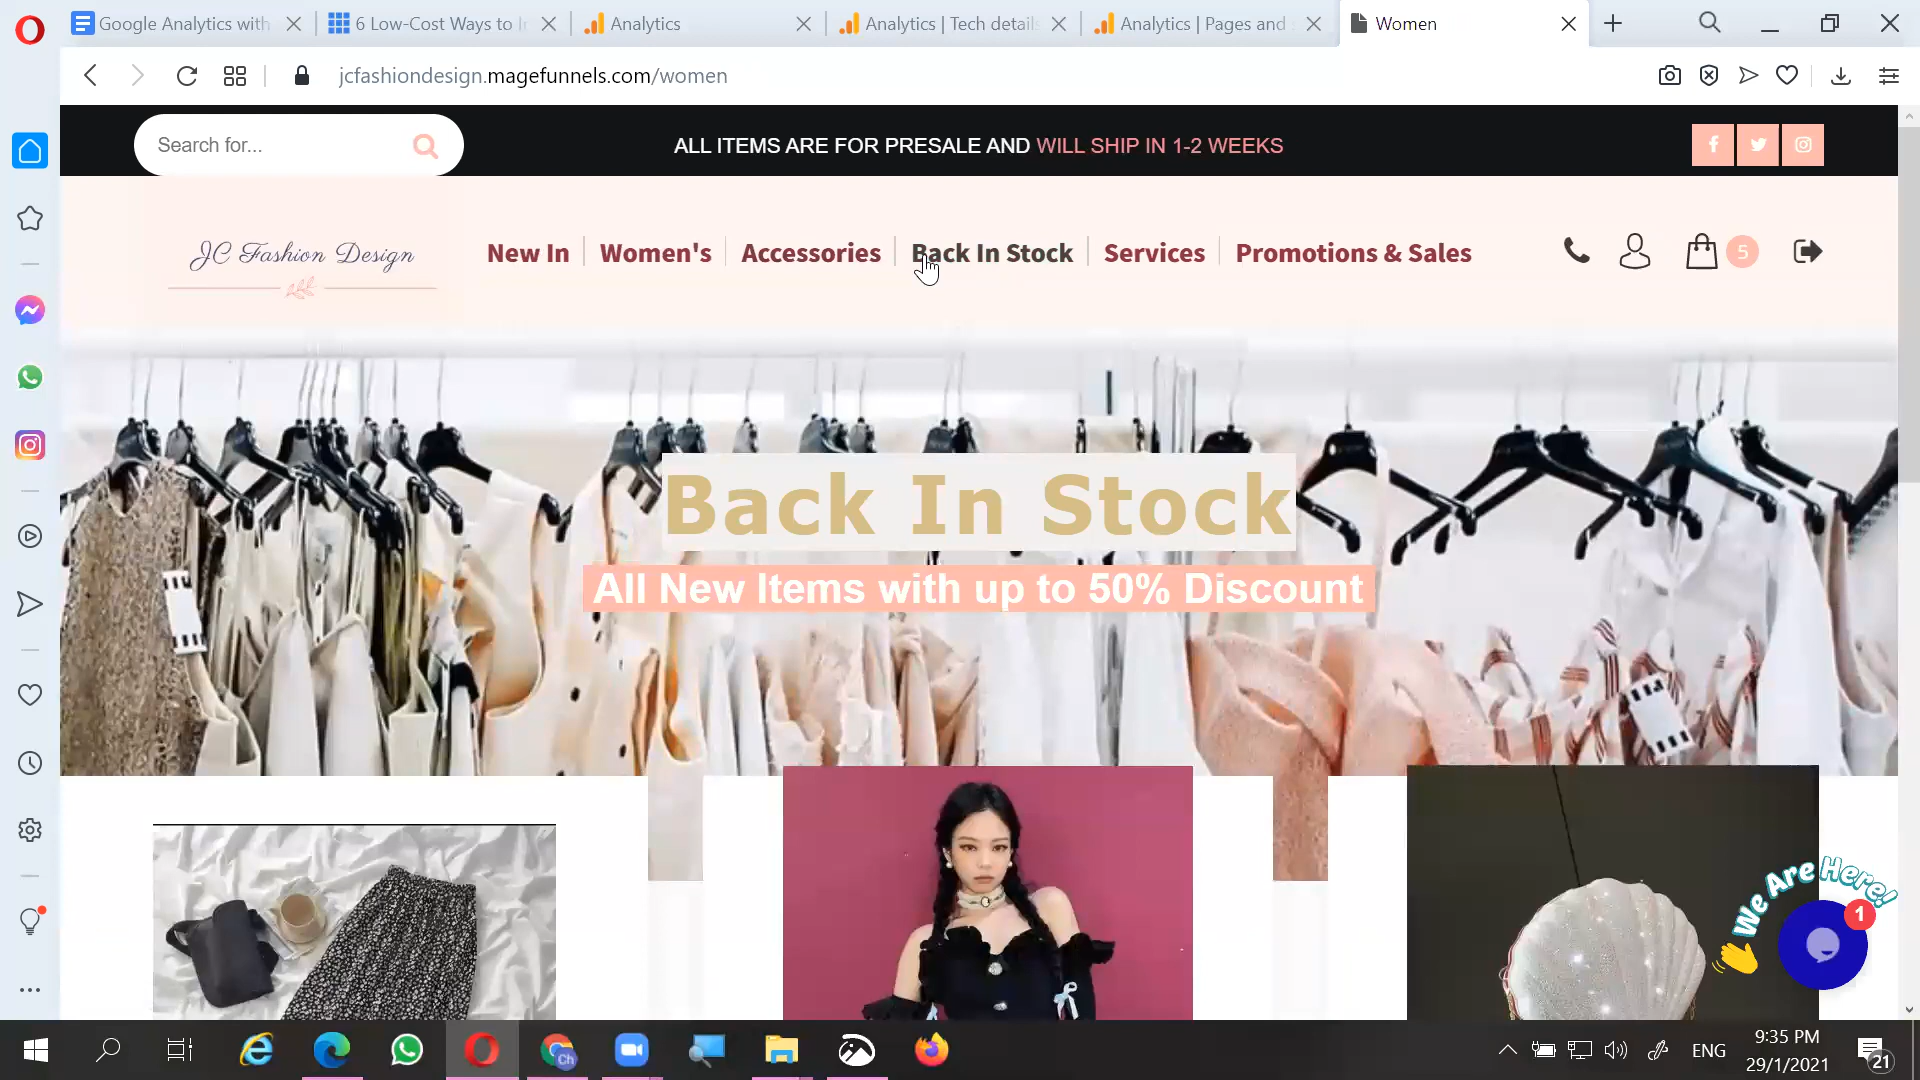 Google Analytics with
6 Low-Cost Ways to I
Analytics
Analytics | Tech details
Analytics | Pages and s
Women
jcfashiondesign.magefunnels.com/women
Search for...
ALL ITEMS ARE FOR PRESALE AND WILL SHIP IN 1-2 WEEKS
JC Fashion Design
New In
Women's
Accessories
Back In Stock
Services
Promotions & Sales
5
Back In Stock
All New Items with up to 50% Discount
We Are Here!
1
Ch
ENG
9:35 PM
29/1/2021
21